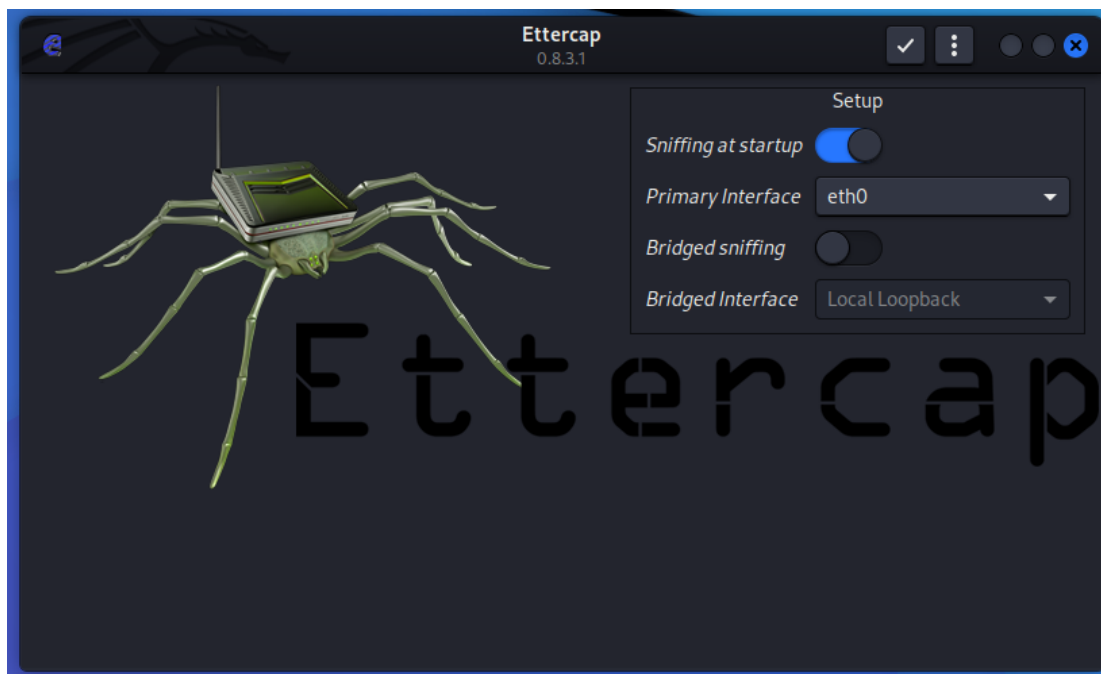 Ettercap
0.8.3.1
Setup
Sniffing at startup
Primary Interface eth0
Bridged sniffing
Bridged Interface Local Loopback
Ettercap